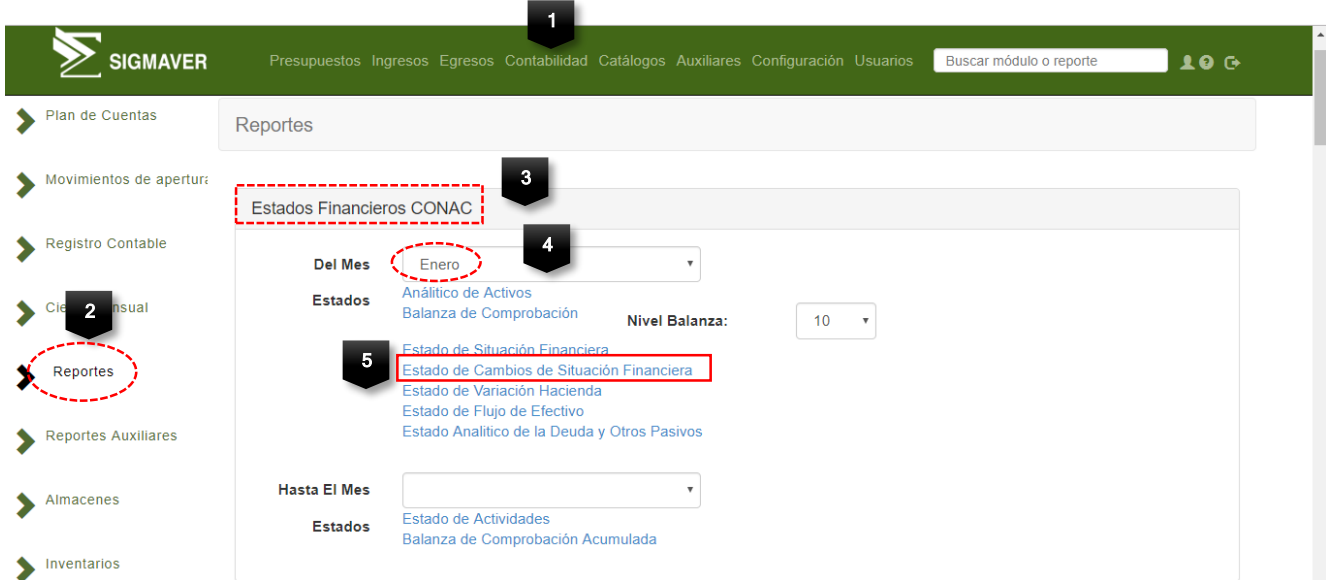 1
SIGMAVER
Presupuestos Ingresos Egresos Contabilidad Catálogos Auxiliares Configuración Usuarios
Buscar módulo o reporte
Plan de Cuentas
Movimientos de apertura
Registro Contable
2
Reportes
Reportes Auxiliares
Almacenes
Inventarios
Reportes
3
Estados Financieros CONAC
4
Del Mes Enero
Estados Análitico de Activos
Balanza de Comprobación Nivel Balanza: 10
Estado de Situación Financiera
5 Estado de Cambios de Situación Financiera
Estado de Variación Hacienda
Estado de Flujo de Efectivo
Estado Analitico de la Deuda y Otros Pasivos
Hasta El Mes
Estados Estado de Actividades
Balanza de Comprobación Acumulada